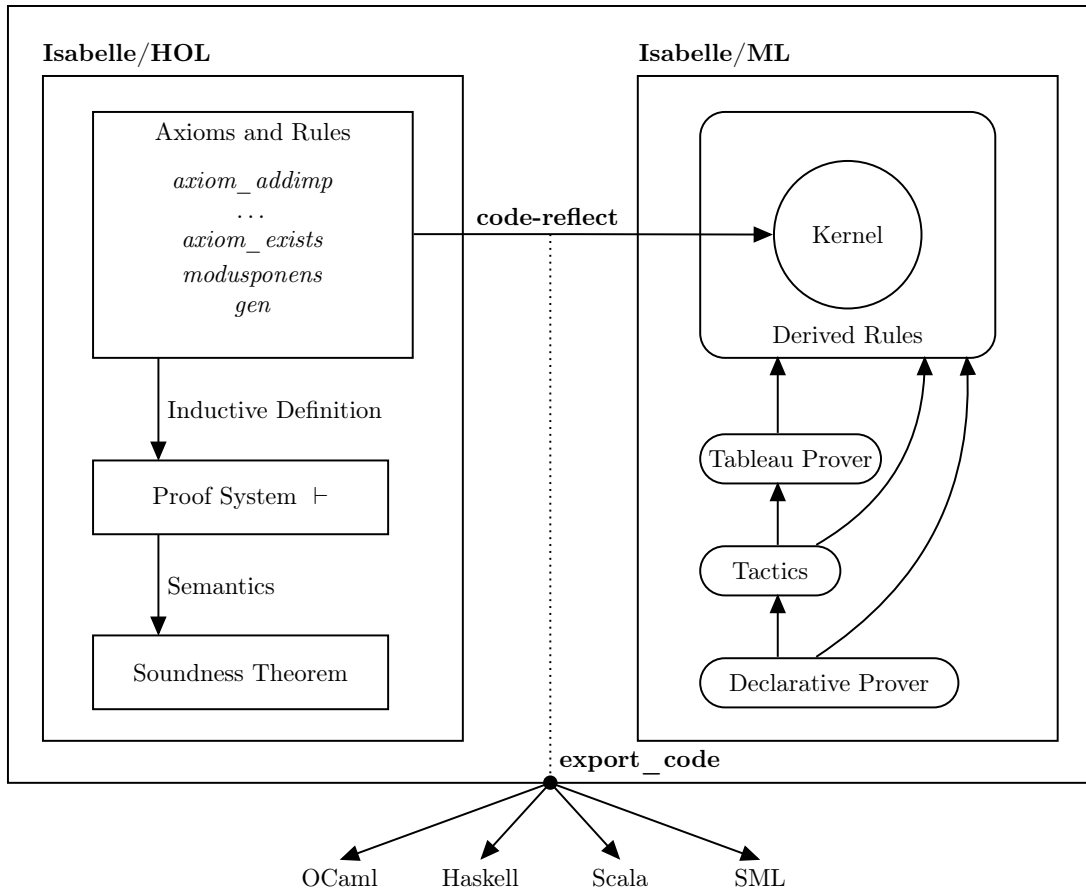 Isabelle/HOL
Axioms and Rules
axiom_addimp
...
axiom_exists
modusponens
gen
Inductive Definition
Proof System ⊢
Semantics
Soundness Theorem
code-reflect
Isabelle/ML
Kernel
Derived Rules
Tableau Prover
Tactics
Declarative Prover
export_code
OCaml
Haskell
Scala
SML